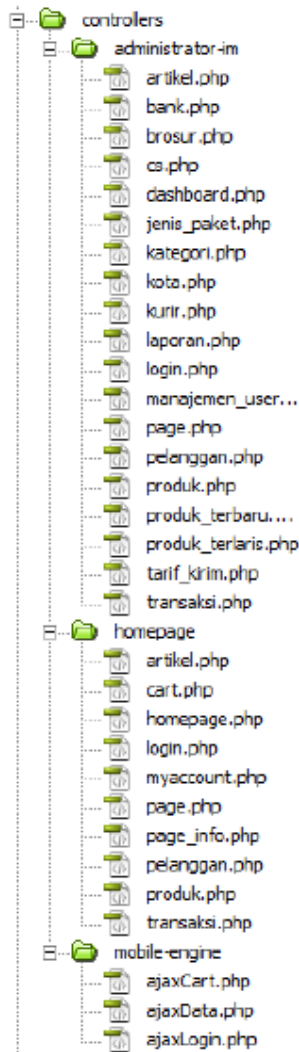 controllers
administrator-im
artikel.php
bank.php
brosur.php
cs.php
dashboard.php
jenis_paket.php
kategori.php
kota.php
kurir.php
laporan.php
login.php
manajemen_user...
page.php
pelanggan.php
produk.php
produk_terbaru....
produk_terlaris.php
tarif_kirim.php
transaksi.php
homepage
artikel.php
cart.php
homepage.php
login.php
myaccount.php
page.php
page_info.php
pelanggan.php
produk.php
transaksi.php
mobile-engine
ajaxCart.php
ajaxData.php
ajaxLogin.php